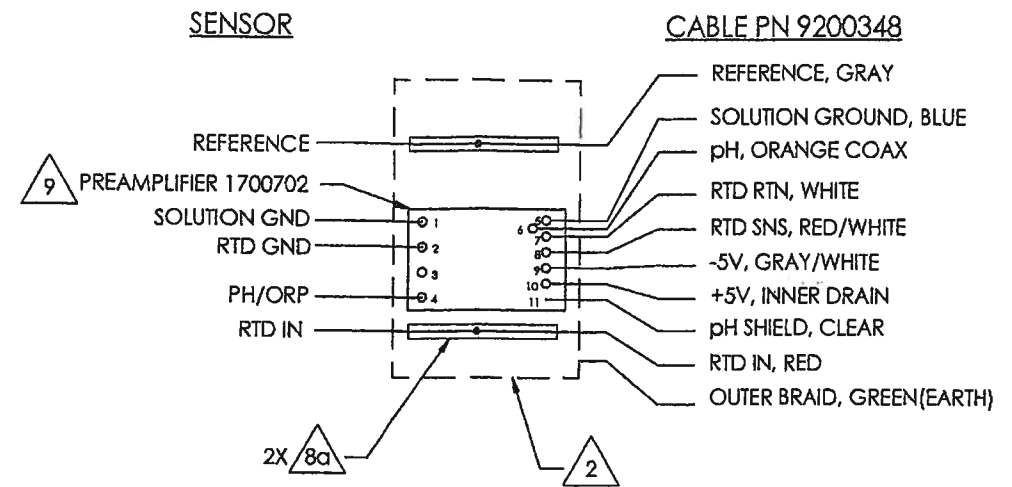 SENSOR
CABLE PN 9200348
REFERENCE, GRAY
SOLUTION GROUND, BLUE
REFERENCE
pH, ORANGE COAX
9
PREAMPLIFIER 1700702
RTD RTN, WHITE
SOLUTION GND
1
5
6
RTD SNS, RED/WHITE
RTD GND
2
7
8
-5V, GRAY/WHITE
3
9
PH/ORP
4
10
+5V, INNER DRAIN
11
pH SHIELD, CLEAR
RTD IN
RTD IN, RED
OUTER BRAID, GREEN(EARTH)
2X 8a
2